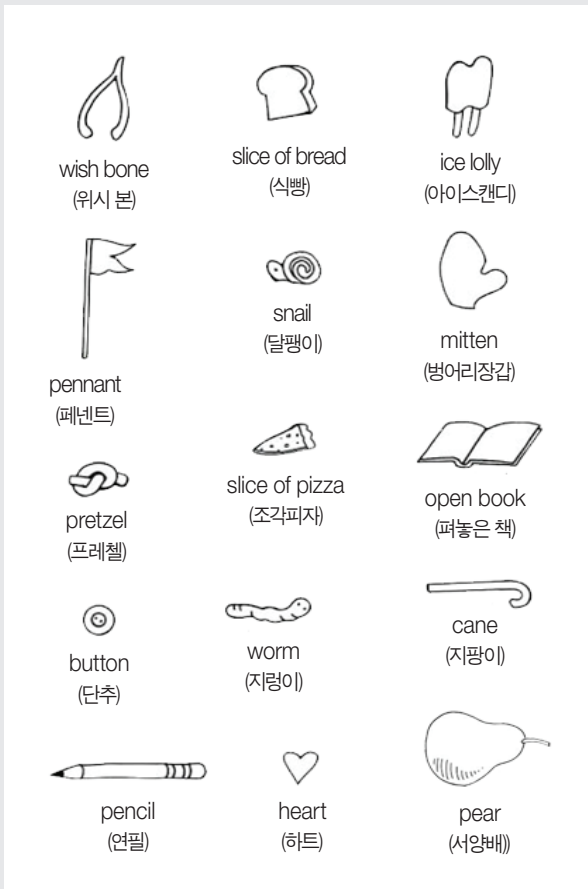 wish bone
(위시 본)
slice of bread
(식빵)
ice lolly
(아이스캔디)
pennant
(페넨트)
snail
(달팽이)
mitten
(벙어리장갑)
pretzel
(프레첼)
slice of pizza
(조각피자)
open book
(펴놓은 책)
button
(단추)
worm
(지렁이)
cane
(지팡이)
pencil
(연필)
heart
(하트)
pear
(서양배))